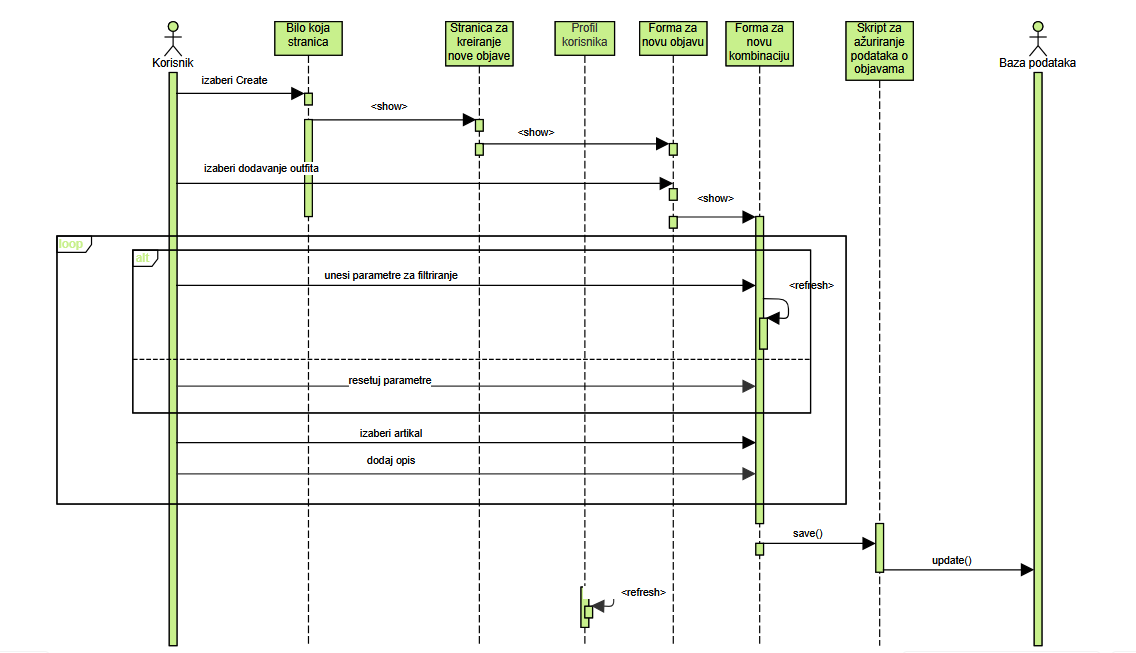 Korisnik
Bilo koja
stranica
Stranica za
kreiranje
nove objave
Profil
korisnika
Forma za
novu objavu
Forma za
novu
kombinaciju
Skript za
ažuriranje
podataka o
objavama
Baza podataka
izaberi Create
<show>
<show>
izaberi dodavanje outfita
<show>
loop
alt
unesi parametre za filtriranje
<refresh>
resetuj parametre
izaberi artikal
dodaj opis
save()
update()
<refresh>